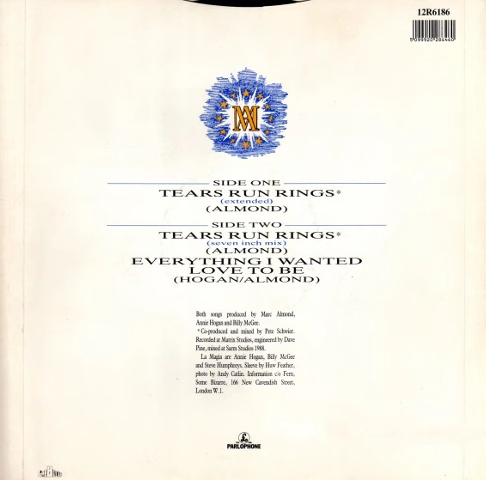 12R6186
5 099920 286460
MA
SIDE ONE
TEARS RUN RINGS*
(extended)
(ALMOND)
SIDE TWO
TEARS RUN RINGS*
(seven inch mix)
(ALMOND)
EVERYTHING I WANTED
LOVE TO BE
(HOGAN/ALMOND)
Both songs produced by Marc Almond,
Annie Hogan and Billy McGee.
*Co-produced and mixed by Pete Schwier.
Recorded at Matrix Studios, engineered by Dave
Pine, mixed at Sarm Studios 1988.
La Magia are Annie Hogan, Billy McGee
and Steve Humphreys. Sleeve by Huw Feather,
photo by Andy Catlin. Information c/o Fern,
Some Bizarre, 166 New Cavendish Street,
London W.1.
PARLOPHONE